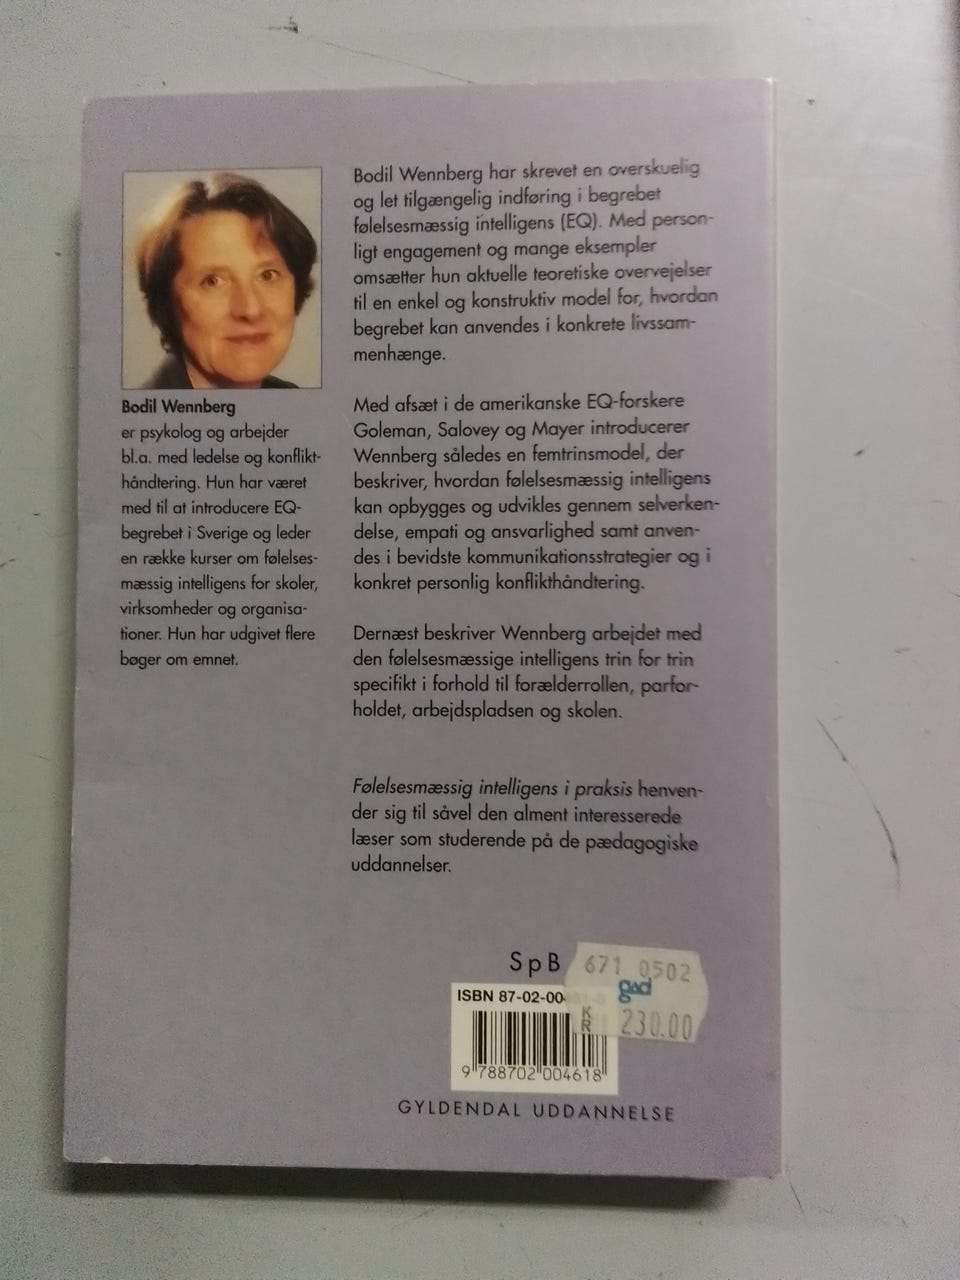 Bodil Wennberg
er psykolog og arbejder
bl.a. med ledelse og konflikt-
håndtering. Hun har været
med til at introducere EQ-
begrebet i Sverige og leder
en række kurser om følelses-
mæssig intelligens for skoler,
virksomheder og organisa-
tioner. Hun har udgivet flere
bøger om emnet.
Bodil Wennberg har skrevet en overskuelig
og let tilgængelig indføring i begrebet
følelsesmæssig intelligens (EQ). Med person-
ligt engagement og mange eksempler
omsætter hun aktuelle teoretiske overvejelser
til en enkel og konstruktiv model for, hvordan
begrebet kan anvendes i konkrete livssam-
menhænge.
Med afsæt i de amerikanske EQ-forskere
Goleman, Salovey og Mayer introducerer
Wennberg således en femtrinsmodel, der
beskriver, hvordan følelsesmæssig intelligens
kan opbygges og udvikles gennem selverken-
delse, empati og ansvarlighed samt anven-
des i bevidste kommunikationsstrategier og i
konkret personlig konflikthåndtering.
Dernæst beskriver Wennberg arbejdet med
den følelsesmæssige intelligens trin for trin
specifikt i forhold til forælderrollen, parfor-
holdet, arbejdspladsen og skolen.
Følelsesmæssig intelligens i praksis henven-
der sig til såvel den alment interesserede
læser som studerende på de pædagogiske
uddannelser.
SpB
671 0502
gad
KR 230.00
ISBN 87-02-00
9 788702 004618
GYLDENDAL UDDANNELSE